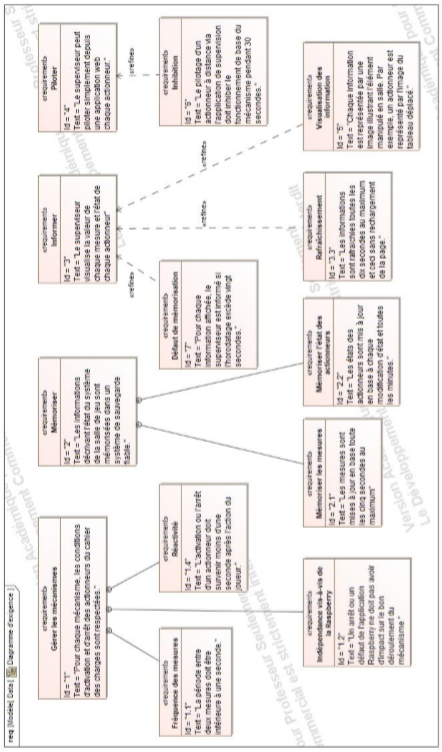 req [Modèle] Data [ Diagramme d'exigence ]
«requirement»
Gérer les mécanismes
Id = "1"
Text = "Pour chaque mécanisme, les conditions
d'activation et d'arrêt des actionneurs du cahier
des charges sont respectées."
«requirement»
Mémoriser
Id = "2"
Text = "Les informations
décrivant l'état du système
de la salle de jeu sont
mémorisées dans un
système de sauvegarde
fiable."
«requirement»
Informer
Id = "3"
Text = "Le superviseur
visualise la valeur de
chaque mesure et l'état de
chaque actionneur"
«requirement»
Piloter
Id = "4"
Text = "Le superviseur peut
piloter simplement depuis
une application web
chaque actionneur."
«refine»
«refine»
«requirement»
Fréquence des mesures
Id = "1.1"
Text = "La période entre
deux mesures doit être
inférieure à une seconde."
«requirement»
Réactivité
Id = "1.4"
Text = "L'activation ou l'arrêt
d'un actionneur doit
survenir moins d'une
seconde après l'action du
joueur."
«requirement»
Défaut de mémorisation
Id = "7"
Text = "Pour chaque
information affichée, le
superviseur est informé si
l'horodatage excède vingt
secondes."
«requirement»
Inhibition
Id = "6"
Text = "Le pilotage d'un
actionneur à distance via
l'application de supervision
doit inhiber le
fonctionnement de base du
mécanisme pendant 30
secondes."
«refine»
«refine»
«requirement»
Indépendance vis-à-vis de
la Raspberry
Id = "1.2"
Text = "Un arrêt ou un
défaut de l'application
Raspberry ne doit pas avoir
d'impact sur le bon
déroulement du
mécanisme."
«requirement»
Mémoriser les mesures
Id = "2.1"
Text = "Les mesures sont
mises à jour en base toute
les cinq secondes au
maximum"
«requirement»
Mémoriser l'état des
actionneurs
Id = "2.2"
Text = "Les états des
actionneurs sont mis à jour
en base à chaque
modification d'état et toutes
les minutes."
«requirement»
Rafraichissement
Id = "3.3"
Text = "Les informations
sont rafraichies toutes les
dix secondes au maximum
et ceci sans rechargement
de la page."
«requirement»
Visualisation des
information
Id = "5"
Text = "Chaque information
est représentée par une
image illustrant l'élément
manipulé en salle. Par
exemple, un actionneur est
représenté par l'image du
tableau déplacé."